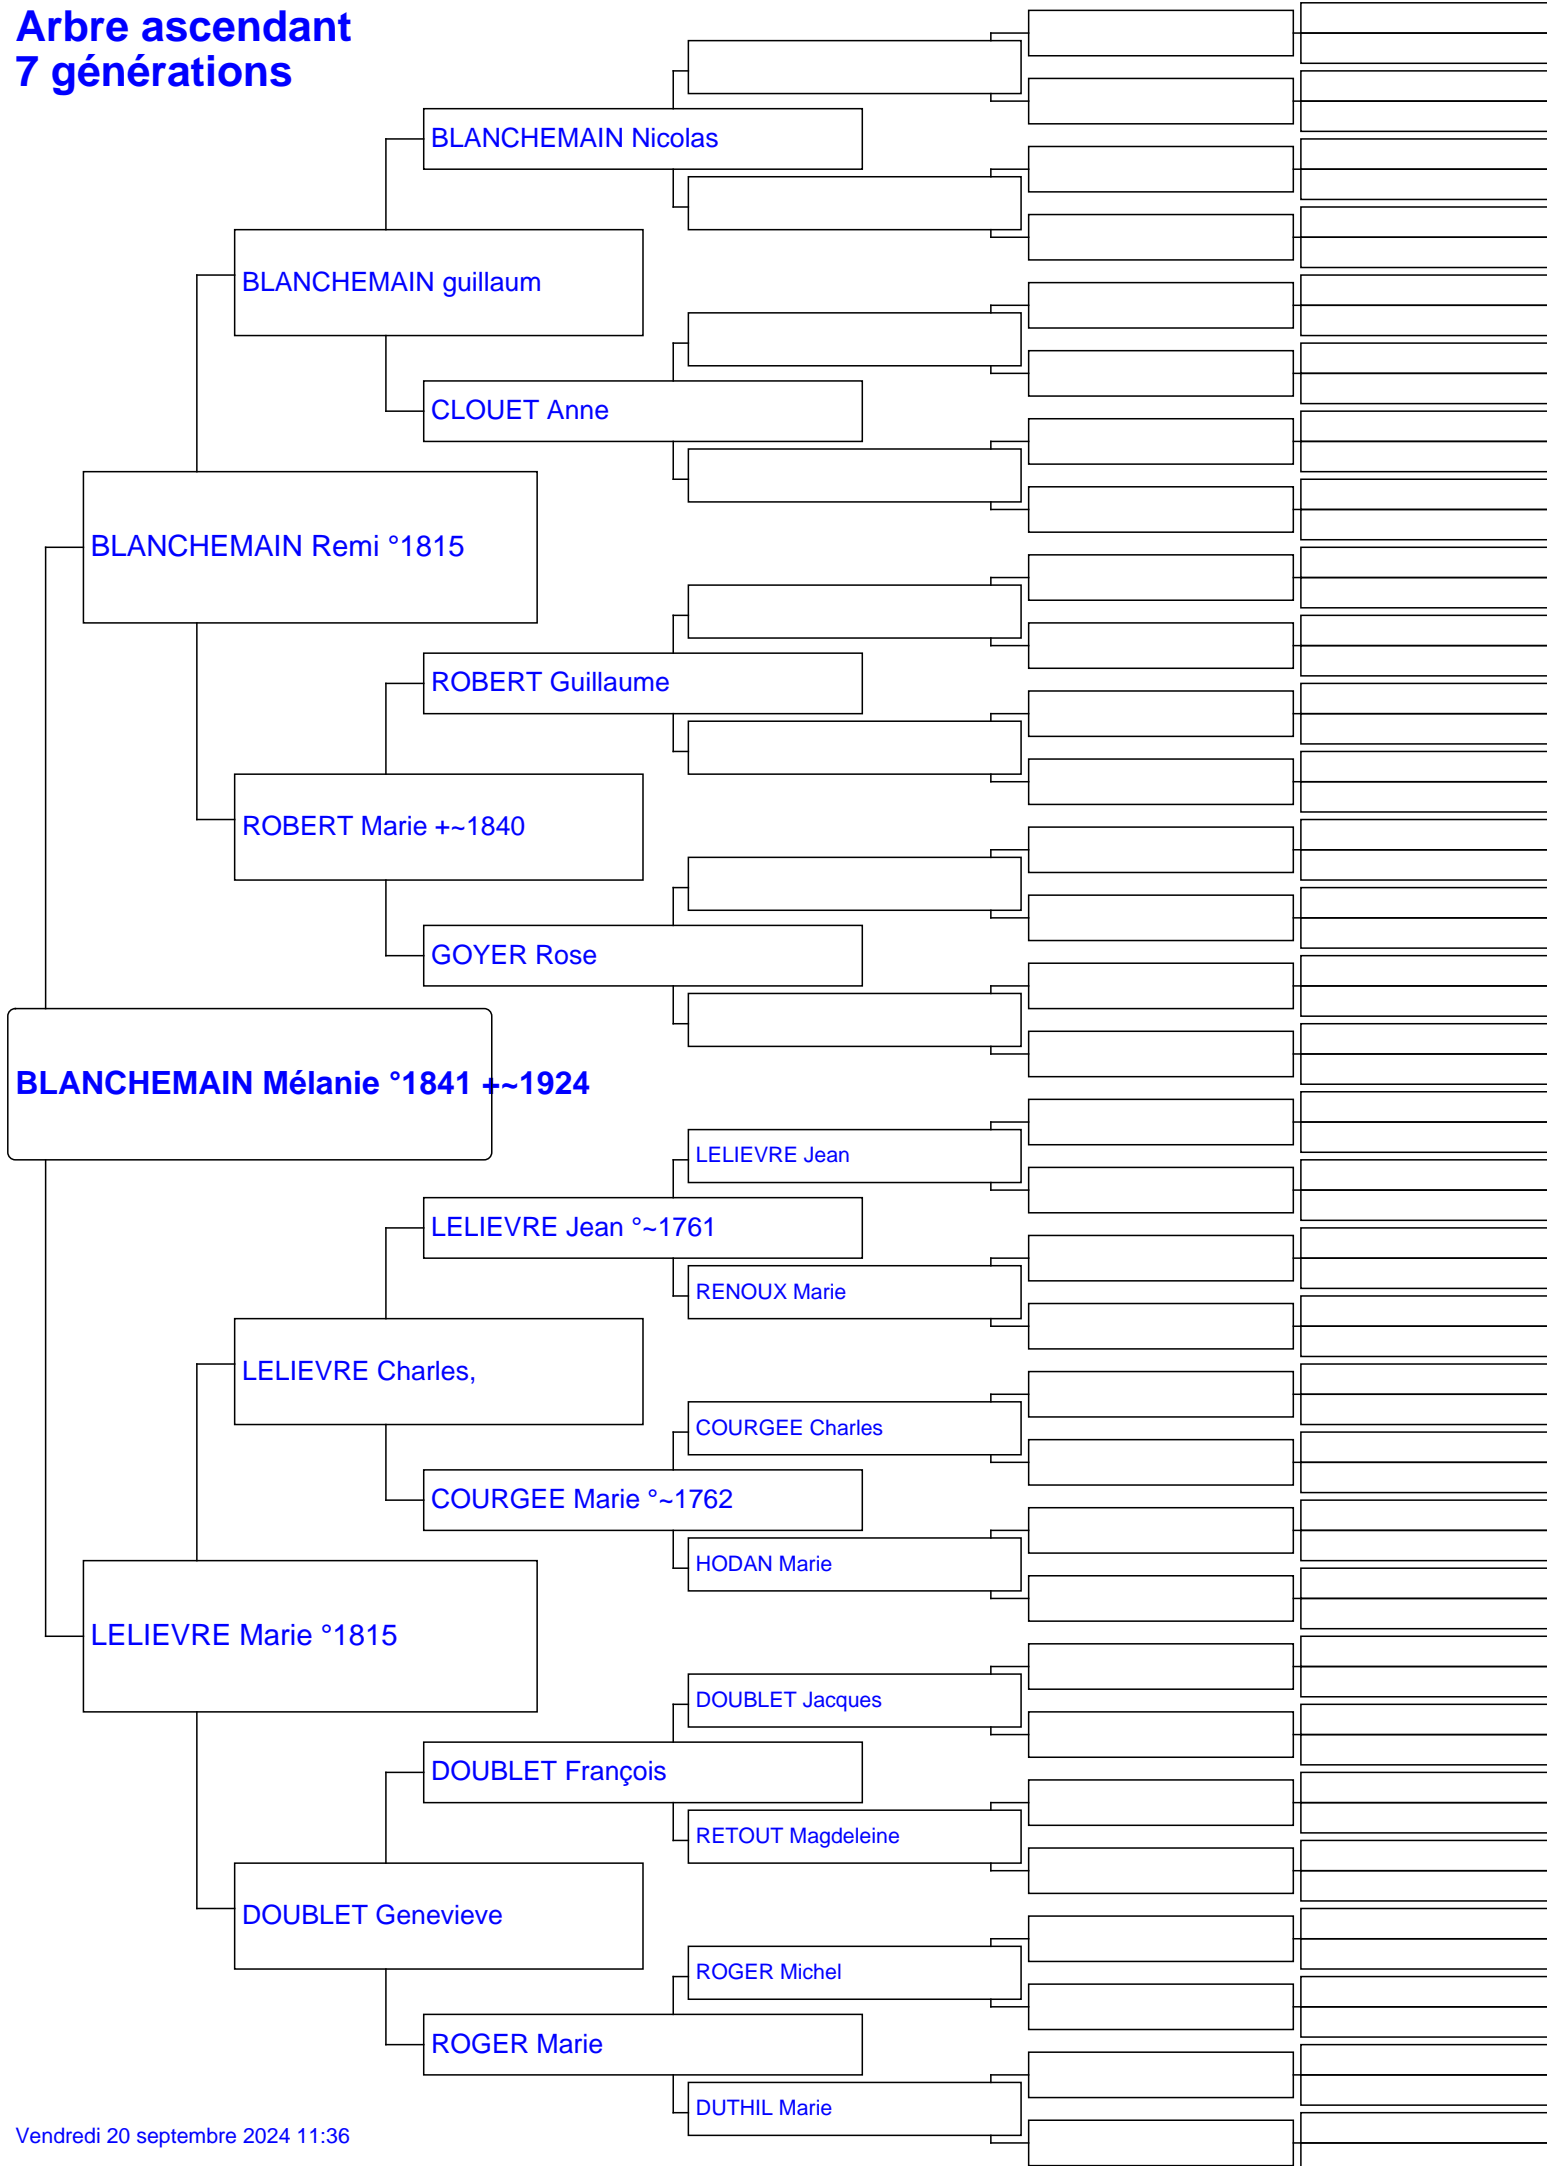 Arbre ascendant
7 générations
BLANCHEMAIN Nicolas
BLANCHEMAIN guillaum
CLOUET Anne
BLANCHEMAIN Remi °1815
ROBERT Guillaume
ROBERT Marie +~1840
GOYER Rose
BLANCHEMAIN Mélanie °1841 +~1924
LELIEVRE Jean
LELIEVRE Jean °~1761
RENOUX Marie
LELIEVRE Charles,
COURGEE Charles
COURGEE Marie °~1762
HODAN Marie
LELIEVRE Marie °1815
DOUBLET Jacques
DOUBLET François
RETOUT Magdeleine
DOUBLET Genevieve
ROGER Michel
ROGER Marie
DUTHIL Marie
Vendredi 20 septembre 2024 11:36